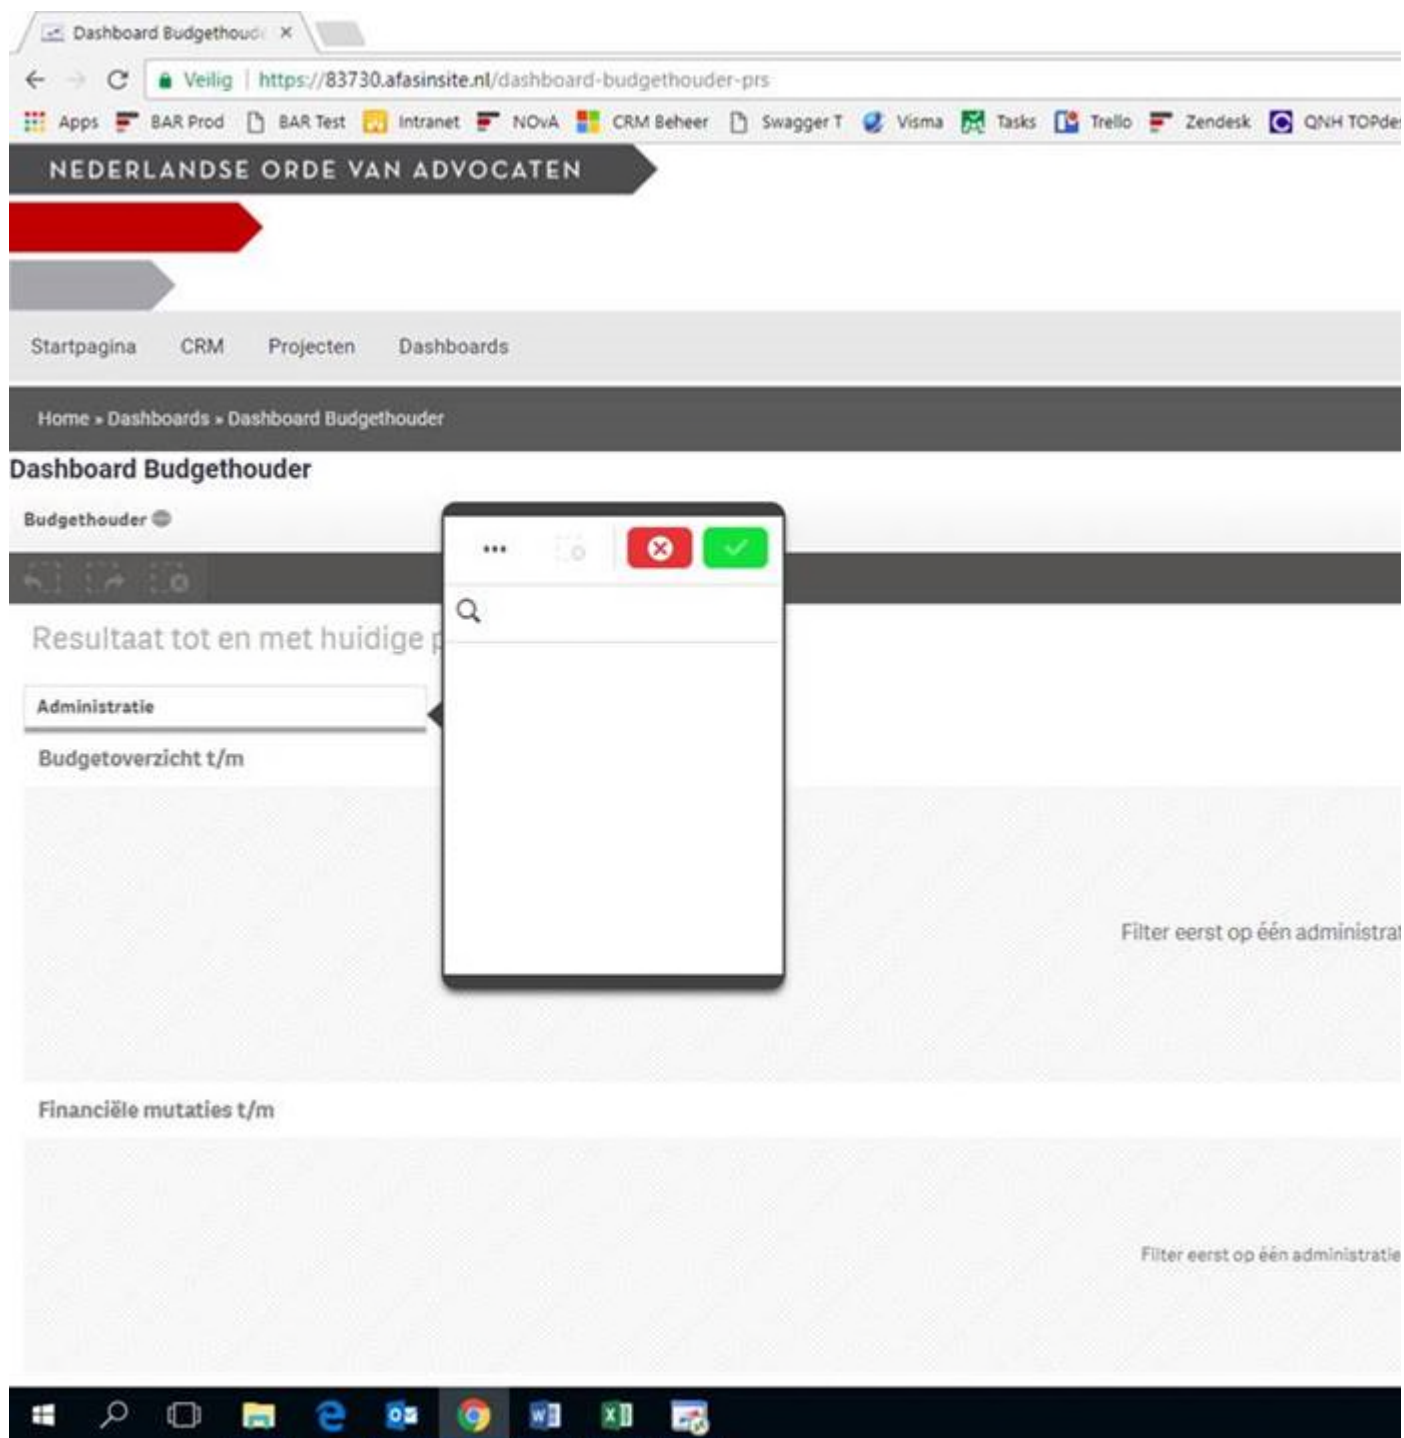 Dashboard Budgethoud
Veilig | https://83730.afasinsite.nl/dashboard-budgethouder-prs
Apps BAR Prod BAR Test Intranet NOvA CRM Beheer Swagger T Visma Tasks Trello Zendesk QNH TOPdes
NEDERLANDSE ORDE VAN ADVOCATEN
Startpagina CRM Projecten Dashboards
Home » Dashboards » Dashboard Budgethouder
Dashboard Budgethouder
Budgethouder
Resultaat tot en met huidige p
Administratie
Budgetoverzicht t/m
Filter eerst op één administrat
Financiële mutaties t/m
Filter eerst op één administratie